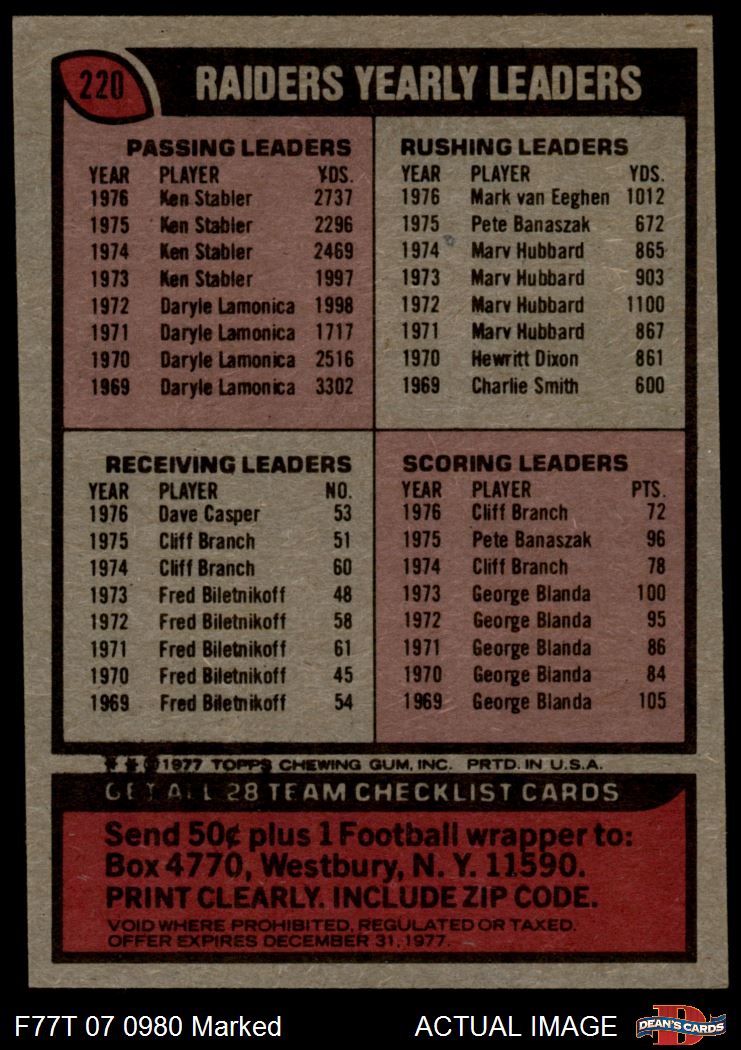 220
RAIDERS YEARLY LEADERS
PASSING LEADERS
YEAR PLAYER YDS.
1976 Ken Stabler 2737
1975 Ken Stabler 2296
1974 Ken Stabler 2469
1973 Ken Stabler 1997
1972 Daryle Lamonica 1998
1971 Daryle Lamonica 1717
1970 Daryle Lamonica 2516
1969 Daryle Lamonica 3302
RUSHING LEADERS
YEAR PLAYER YDS.
1976 Mark van Eeghen 1012
1975 Pete Banaszak 672
1974 Marv Hubbard 865
1973 Marv Hubbard 903
1972 Marv Hubbard 1100
1971 Marv Hubbard 867
1970 Hewritt Dixon 861
1969 Charlie Smith 600
RECEIVING LEADERS
YEAR PLAYER NO.
1976 Dave Casper 53
1975 Cliff Branch 51
1974 Cliff Branch 60
1973 Fred Biletnikoff 48
1972 Fred Biletnikoff 58
1971 Fred Biletnikoff 61
1970 Fred Biletnikoff 45
1969 Fred Biletnikoff 54
SCORING LEADERS
YEAR PLAYER PTS.
1976 Cliff Branch 72
1975 Pete Banaszak 96
1974 Cliff Branch 78
1973 George Blanda 100
1972 George Blanda 95
1971 George Blanda 86
1970 George Blanda 84
1969 George Blanda 105
* * © 1977 TOPPS CHEWING GUM, INC. PRTD. IN U.S.A.
GET ALL 28 TEAM CHECKLIST CARDS
Send 50¢ plus 1 Football wrapper to:
Box 4770, Westbury, N. Y. 11590.
PRINT CLEARLY. INCLUDE ZIP CODE.
VOID WHERE PROHIBITED, REGULATED OR TAXED.
OFFER EXPIRES DECEMBER 31, 1977.
F77T 07 0980 Marked
ACTUAL IMAGE
DEAN'S CARDS